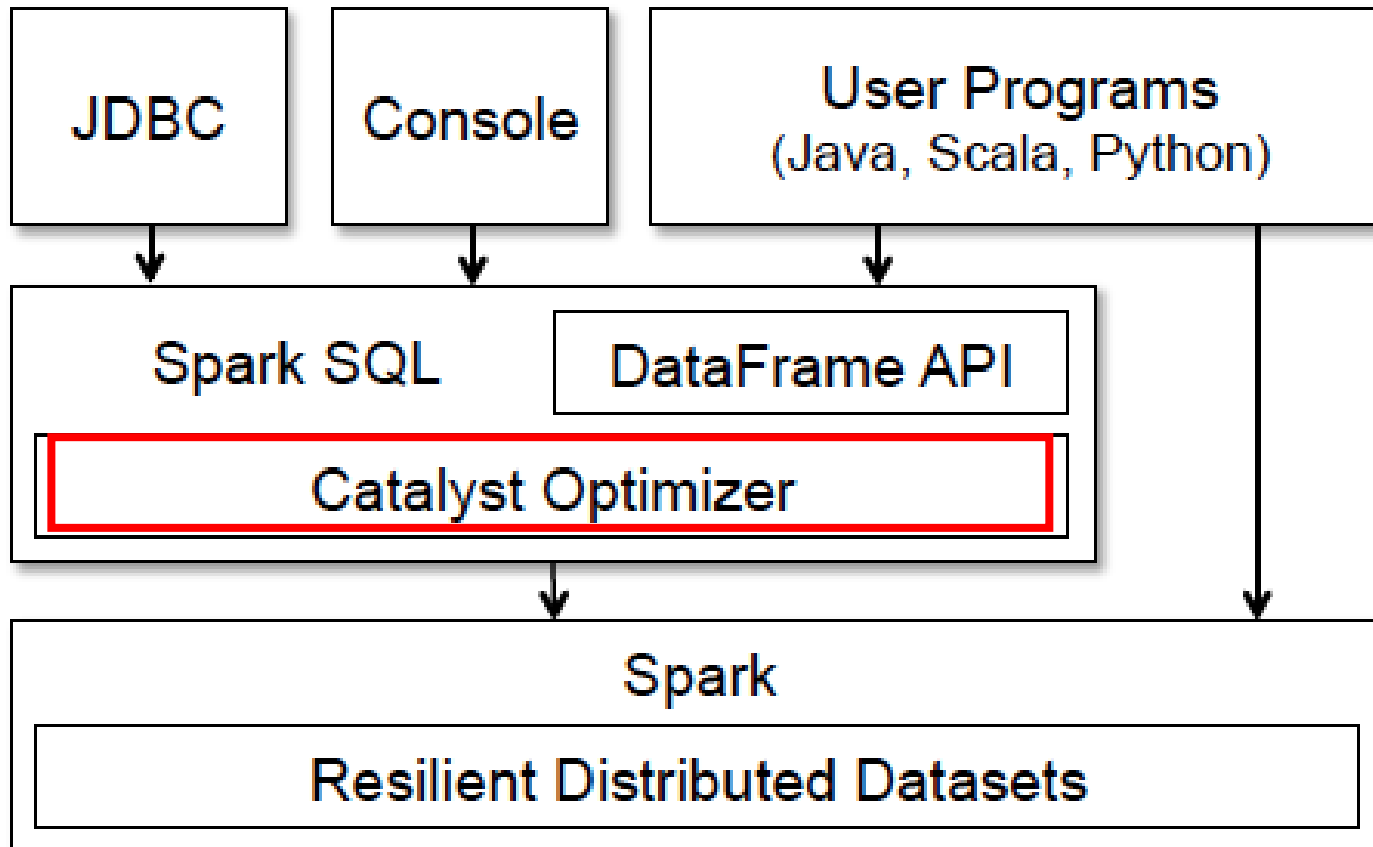 JDBC
Console
User Programs
(Java, Scala, Python)
Spark SQL
DataFrame API
Catalyst Optimizer
Spark
Resilient Distributed Datasets